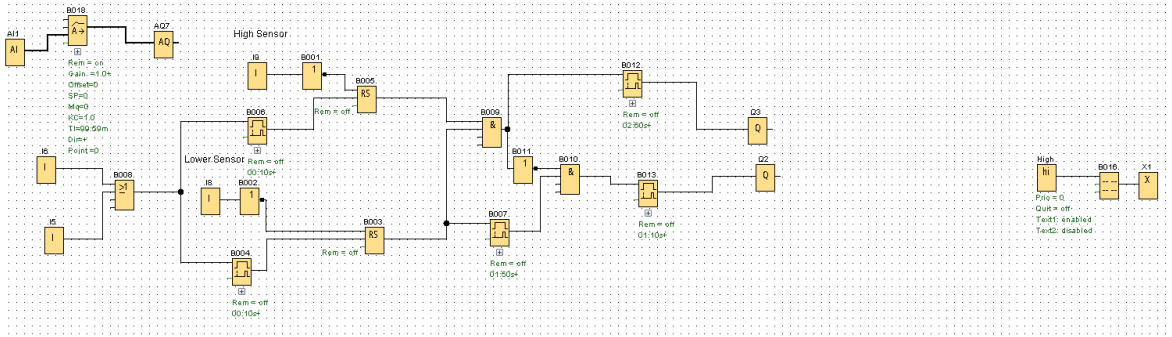 B018
AI1
AI
A→
AQ7
AQ
Rem = on
Gain =1.0+
Offset=0
SP=0
Mq=0
KC=1.0
TI=99:59m
Dir=+
Point =0
High Sensor
I9
I
B001
1
B005
RS
Rem = off
B006
Rem = off
00:10s+
Lower Sensor
I6
I
B008
≥1
I5
I
I8
I
B002
1
B003
RS
Rem = off
B004
Rem = off
00:10s+
B009
&
B011
1
B010
&
B007
Rem = off
01:50s+
B012
Rem = off
Q3
Q
B013
Rem = off
01:10s+
Q2
Q
High
hi
Prio = 0
Quit = off
Text1: enabled
Text2: disabled
B016
X1
X